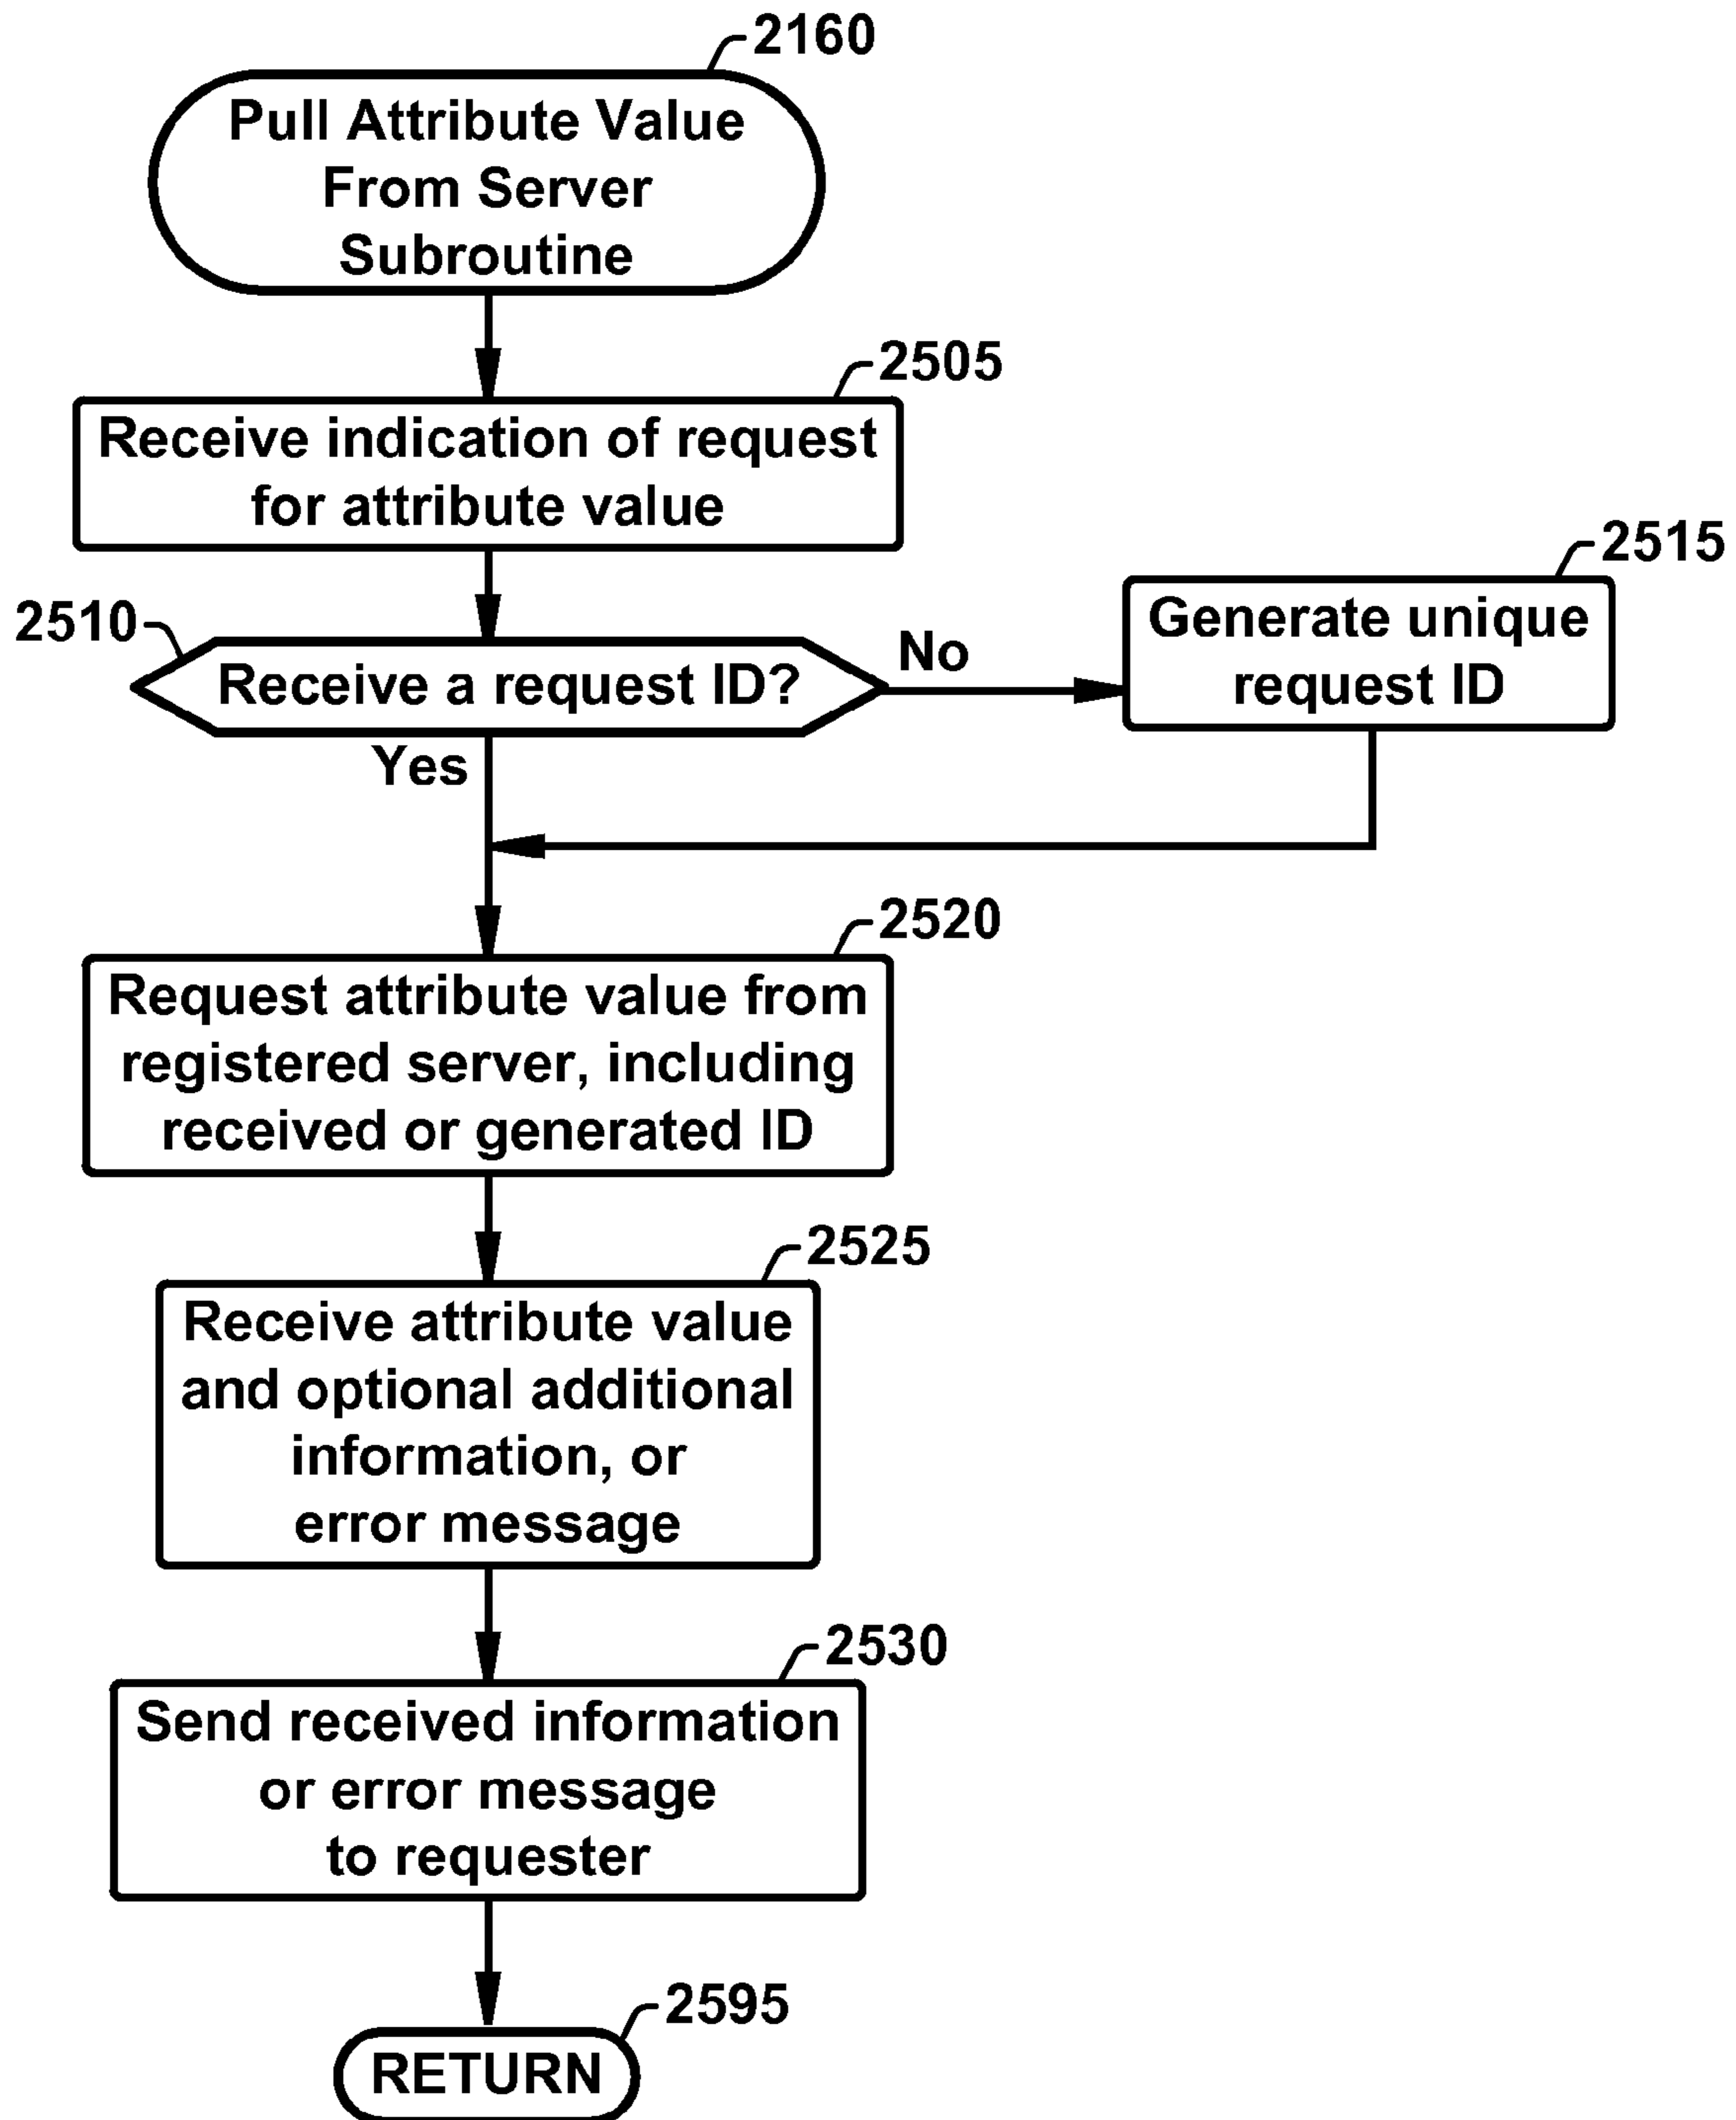 2160
Pull Attribute Value
From Server
Subroutine
2505
Receive indication of request
for attribute value
2510
Receive a request ID?
No
2515
Generate unique
request ID
Yes
2520
Request attribute value from
registered server, including
received or generated ID
2525
Receive attribute value
and optional additional
information, or
error message
2530
Send received information
or error message
to requester
2595
RETURN